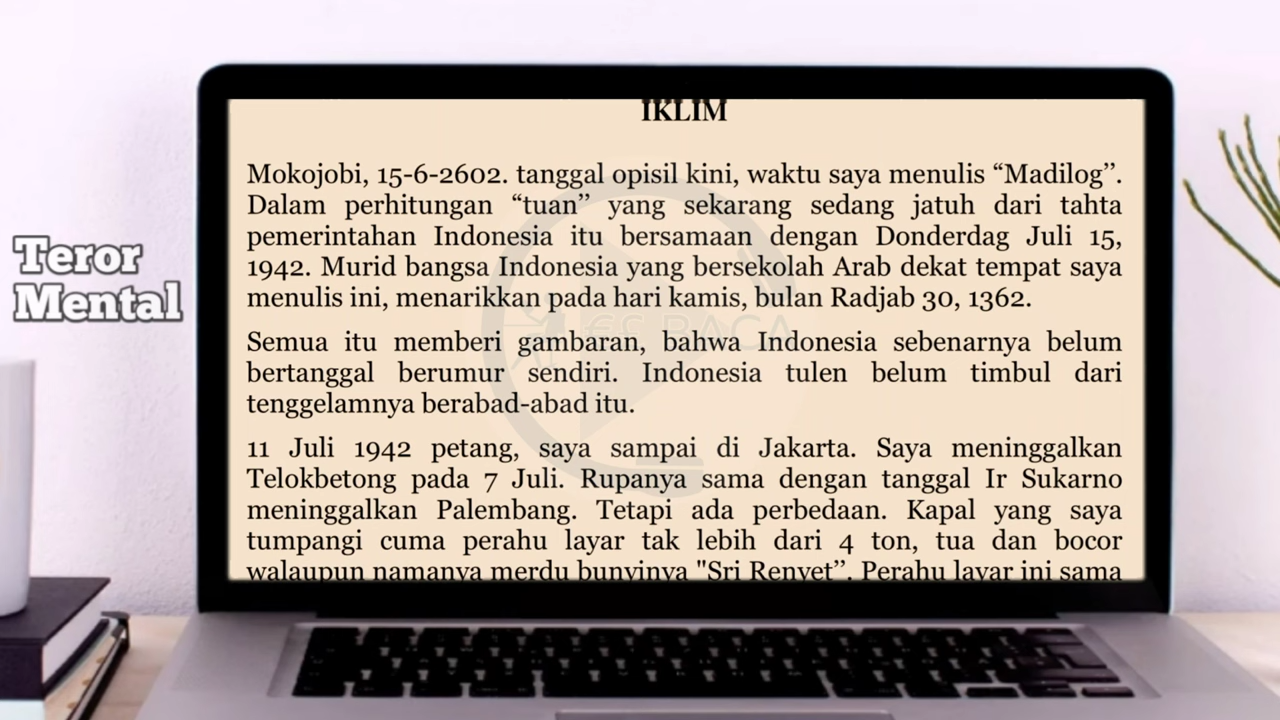 IKLIM
Mokojobi, 15-6-2602. tanggal opisil kini, waktu saya menulis “Madilog’’.
Dalam perhitungan “tuan’’ yang sekarang sedang jatuh dari tahta
pemerintahan Indonesia itu bersamaan dengan Donderdag Juli 15,
1942. Murid bangsa Indonesia yang bersekolah Arab dekat tempat saya
menulis ini, menarikkan pada hari kamis, bulan Radjab 30, 1362.
Semua itu memberi gambaran, bahwa Indonesia sebenarnya belum
bertanggal berumur sendiri. Indonesia tulen belum timbul dari
tenggelamnya berabad-abad itu.
11 Juli 1942 petang, saya sampai di Jakarta. Saya meninggalkan
Telokbetong pada 7 Juli. Rupanya sama dengan tanggal Ir Sukarno
meninggalkan Palembang. Tetapi ada perbedaan. Kapal yang saya
tumpangi cuma perahu layar tak lebih dari 4 ton, tua dan bocor
walaupun namanya merdu bunyinya "Sri Renyet’’. Perahu layar ini sama
Teror
Mental